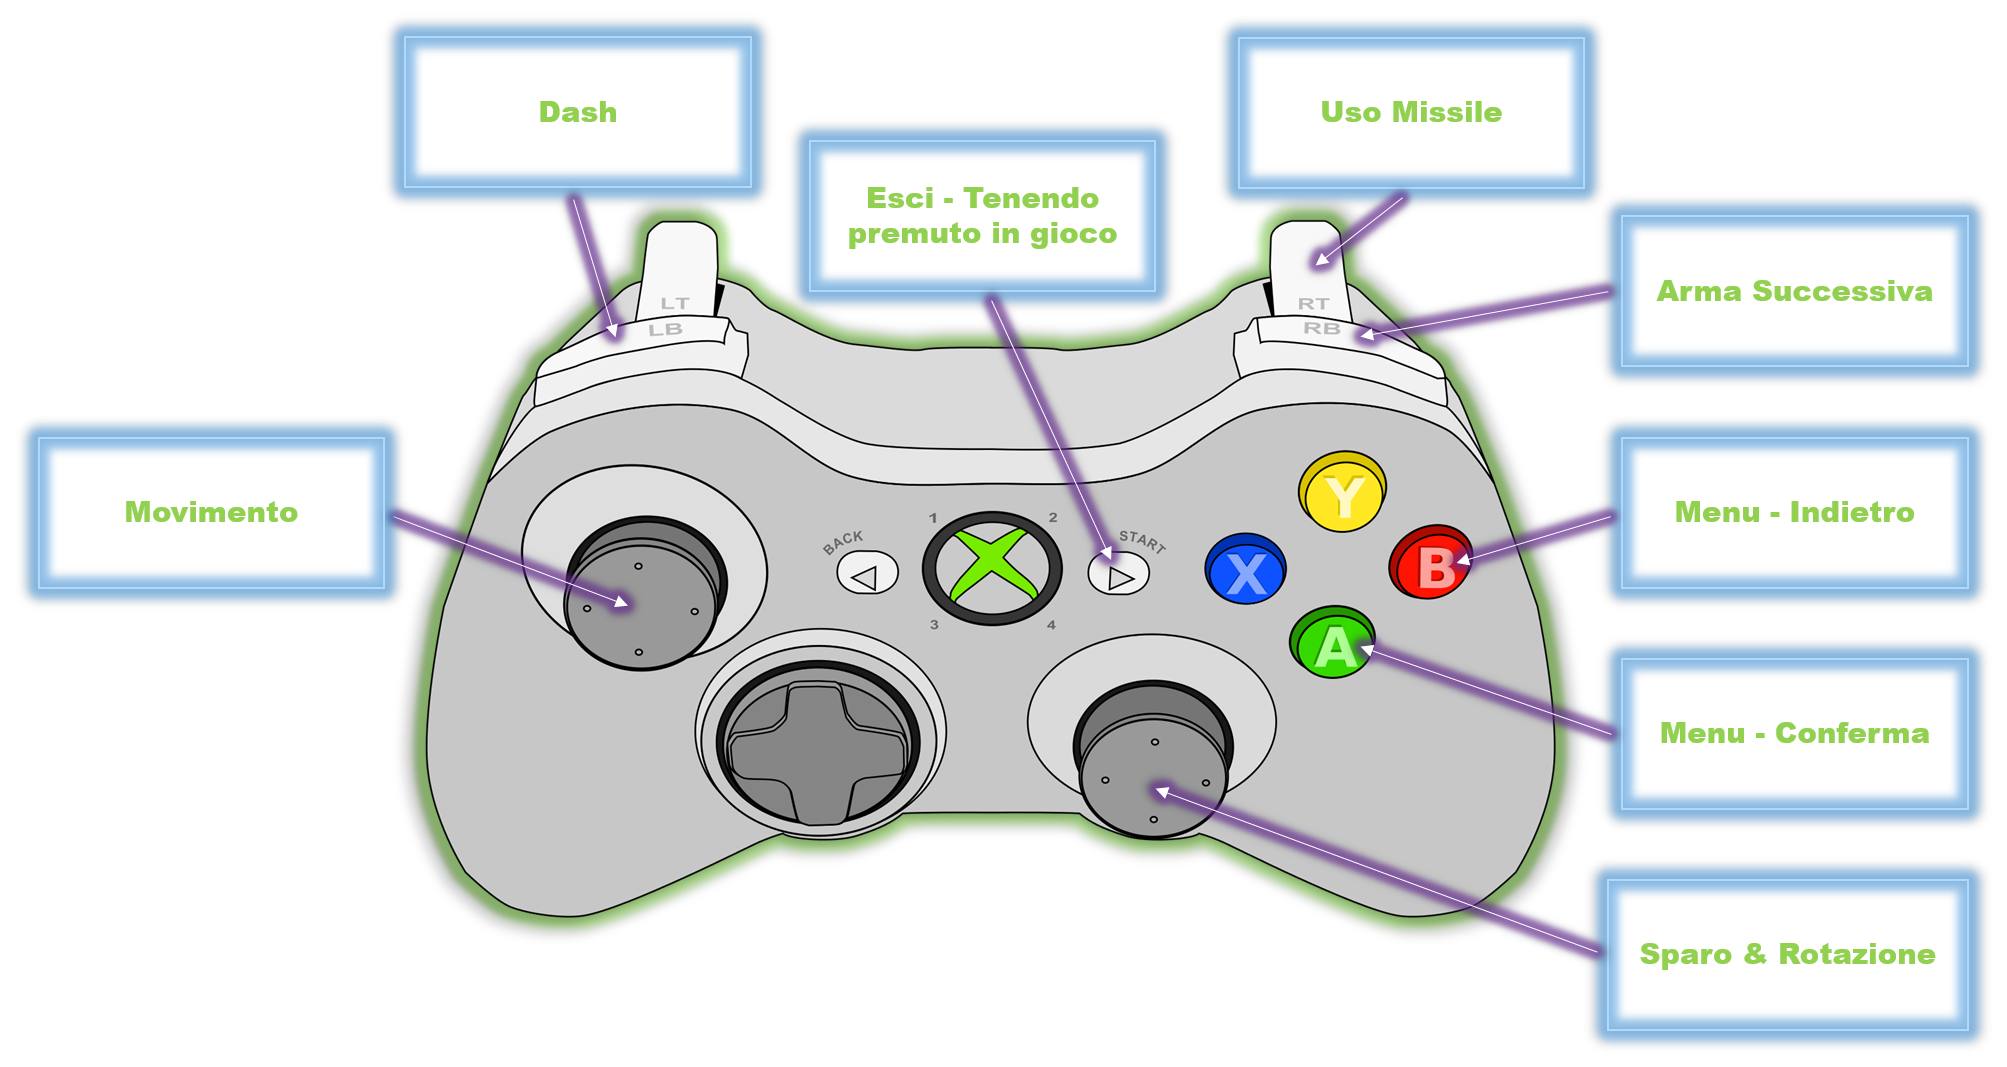 Dash
Uso Missile
Esci - Tenendo
premuto in gioco
Arma Successiva
LT
RT
LB
RB
Movimento
Menu - Indietro
1
2
BACK
START
3
4
Y
X
B
A
Menu - Conferma
Sparo & Rotazione